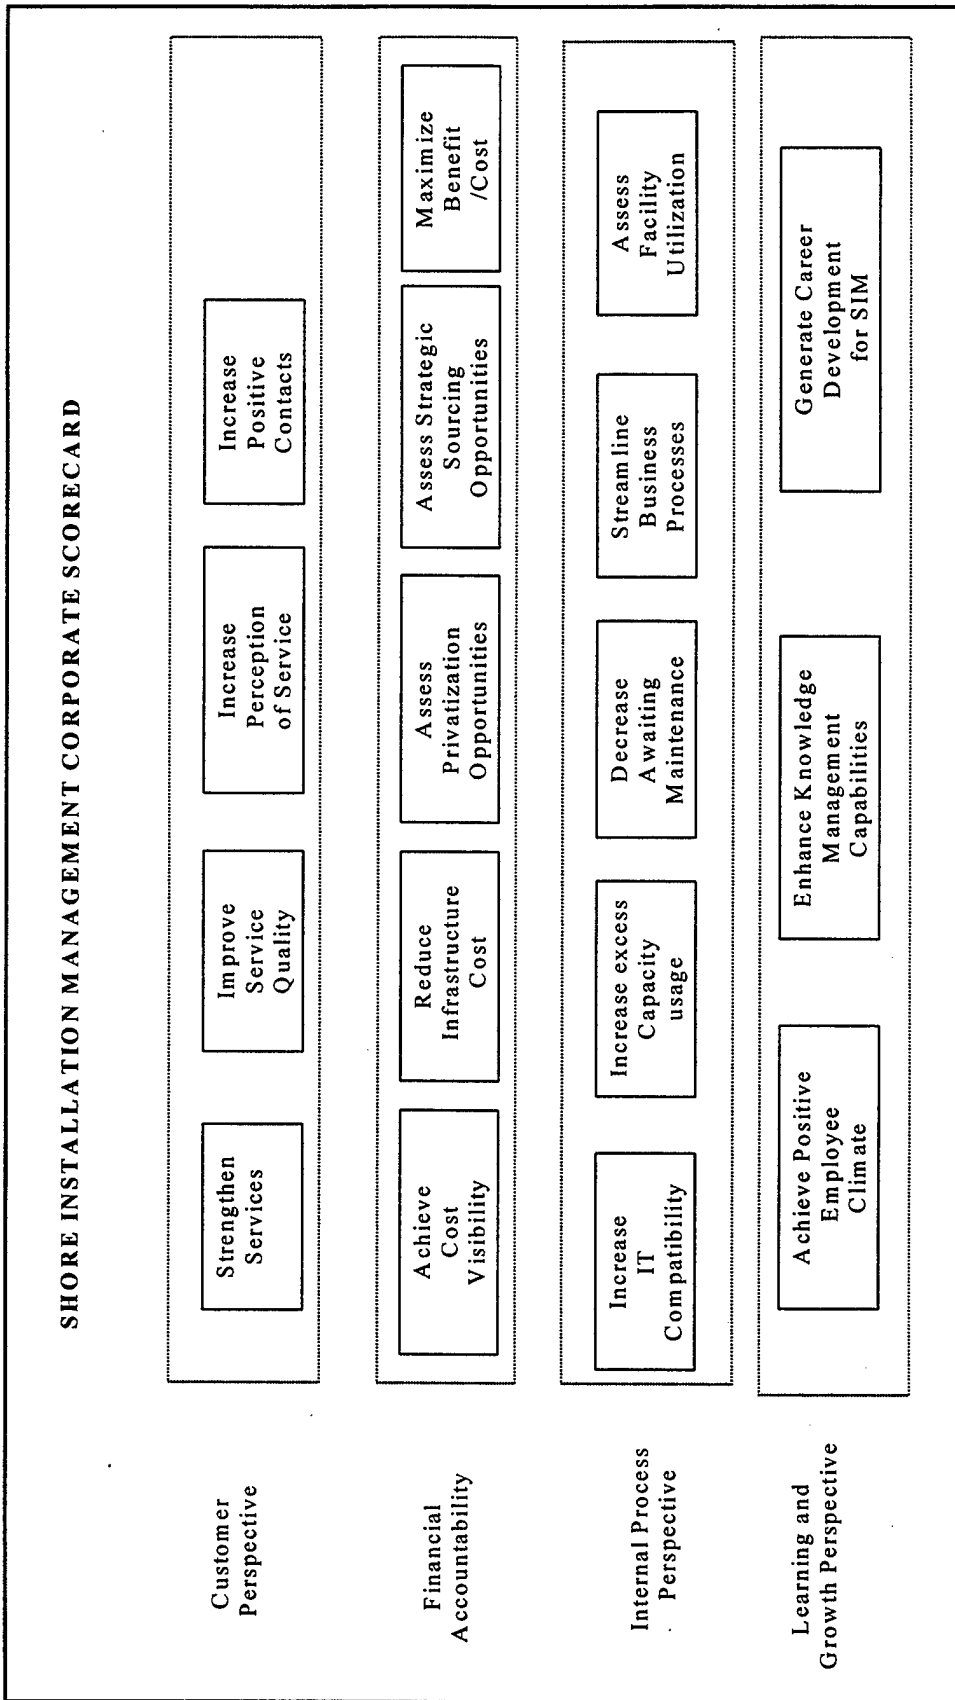 SHORE INSTALLATION MANAGEMENT CORPORATE SCORECARD
Customer
Perspective
Strengthen
Services
Improve
Service
Quality
Increase
Perception
of Service
Increase
Positive
Contacts
Financial
Accountability
Achieve
Cost
Visibility
Reduce
Infrastructure
Cost
Assess
Privatization
Opportunities
Assess Strategic
Sourcing
Opportunities
Maximize
Benefit
/Cost
Internal Process
Perspective
Increase
IT
Compatibility
Increase excess
Capacity
usage
Decrease
Awaiting
Maintenance
Streamline
Business
Processes
Assess
Facility
Utilization
Learning and
Growth Perspective
Achieve Positive
Employee
Climate
Enhance Knowledge
Management
Capabilities
Generate Career
Development
for SIM